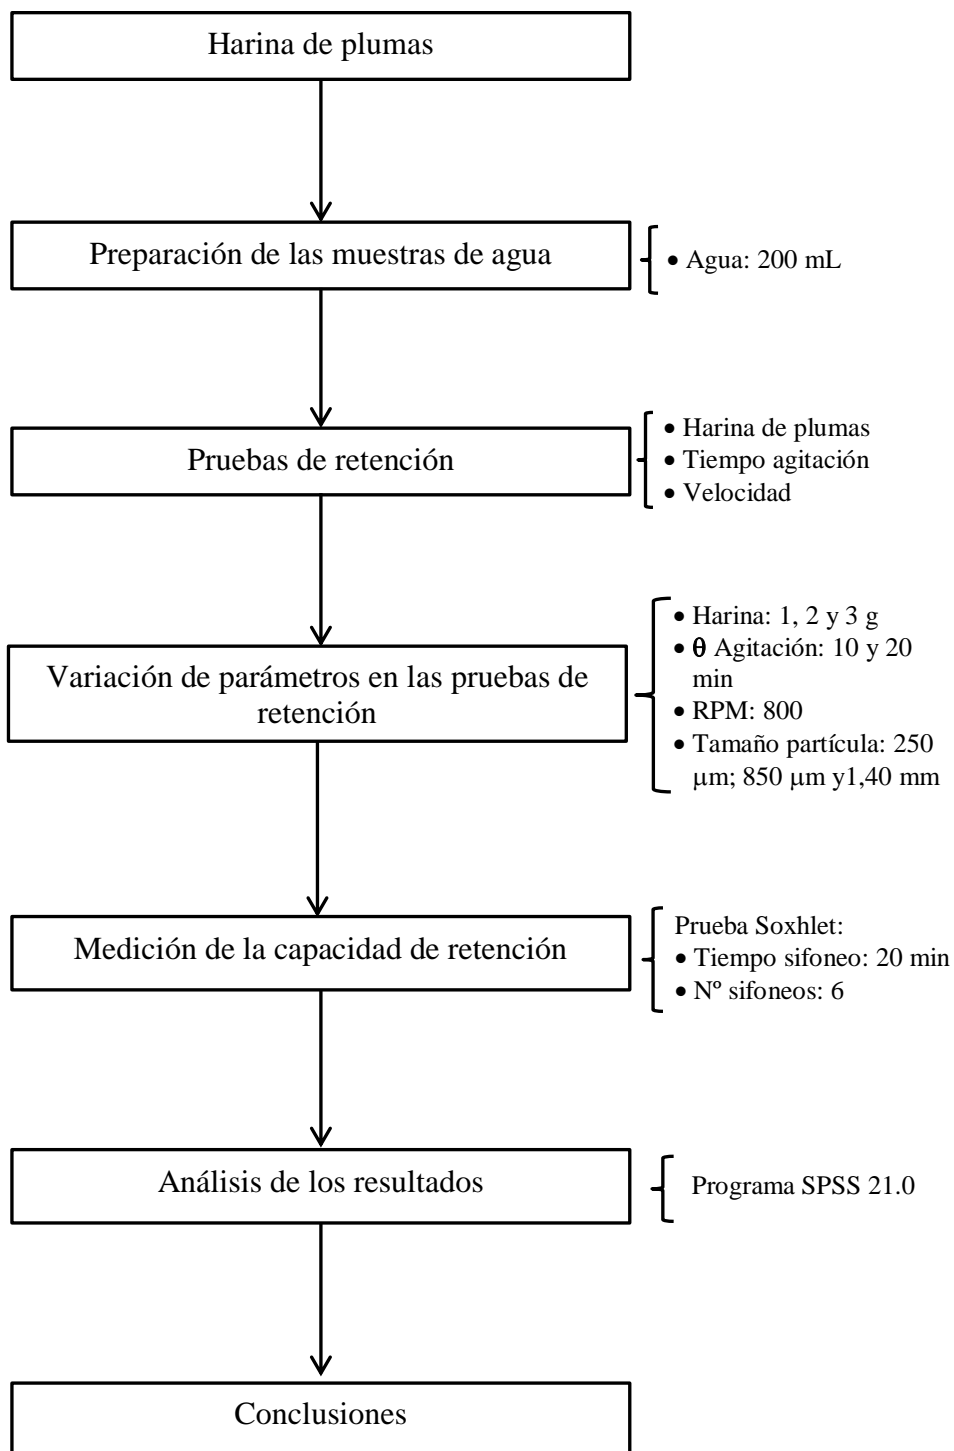 Harina de plumas
Preparación de las muestras de agua
• Agua: 200 mL
Pruebas de retención
• Harina de plumas
• Tiempo agitación
• Velocidad
Variación de parámetros en las pruebas de
retención
• Harina: 1, 2 y 3 g
• θ Agitación: 10 y 20
min
• RPM: 800
• Tamaño partícula: 250
μm; 850 μm y1,40 mm
Medición de la capacidad de retención
Prueba Soxhlet:
• Tiempo sifoneo: 20 min
• Nº sifoneos: 6
Análisis de los resultados
Programa SPSS 21.0
Conclusiones